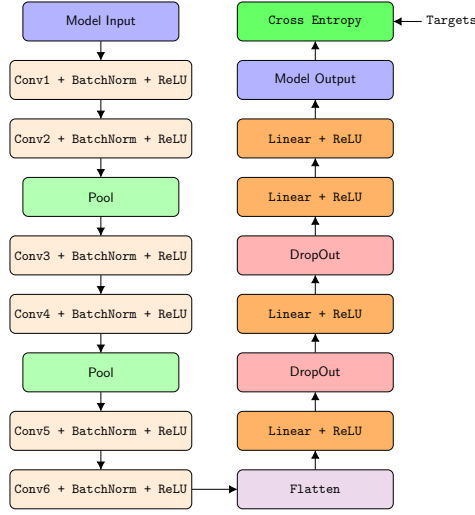 Model Input
Conv1 + BatchNorm + ReLU
Conv2 + BatchNorm + ReLU
Pool
Conv3 + BatchNorm + ReLU
Conv4 + BatchNorm + ReLU
Pool
Conv5 + BatchNorm + ReLU
Conv6 + BatchNorm + ReLU
Flatten
Linear + ReLU
DropOut
Linear + ReLU
DropOut
Linear + ReLU
Linear + ReLU
Model Output
Cross Entropy
Targets